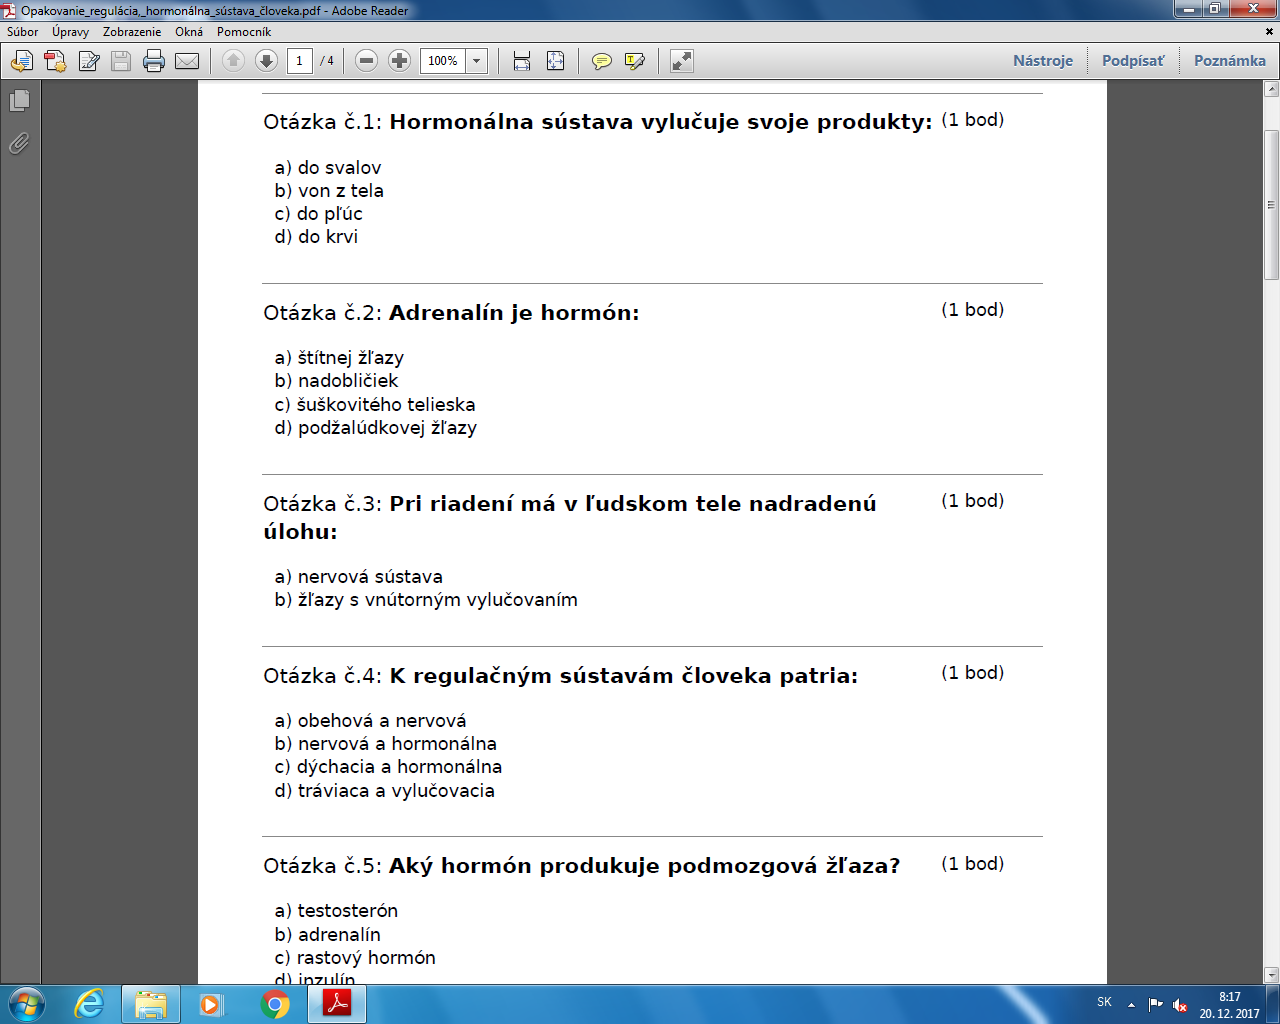 Opakovanie_regulácia,_hormonálna_sústava_človeka.pdf - Adobe Reader
Súbor Úpravy Zobrazenie Okná Pomocník
1 / 4 100% Nástroje Podpísať Poznámka
Otázka č.1: Hormonálna sústava vylučuje svoje produkty: (1 bod)
a) do svalov
b) von z tela
c) do pľúc
d) do krvi
Otázka č.2: Adrenalín je hormón: (1 bod)
a) štítnej žľazy
b) nadobličiek
c) šuškovitého telieska
d) podžalúdkovej žľazy
Otázka č.3: Pri riadení má v ľudskom tele nadradenú (1 bod)
úlohu:
a) nervová sústava
b) žľazy s vnútorným vylučovaním
Otázka č.4: K regulačným sústavám človeka patria: (1 bod)
a) obehová a nervová
b) nervová a hormonálna
c) dýchacia a hormonálna
d) tráviaca a vylučovacia
Otázka č.5: Aký hormón produkuje podmozgová žľaza? (1 bod)
a) testosterón
b) adrenalín
c) rastový hormón
d) inzulín
SK 8:17
20. 12. 2017